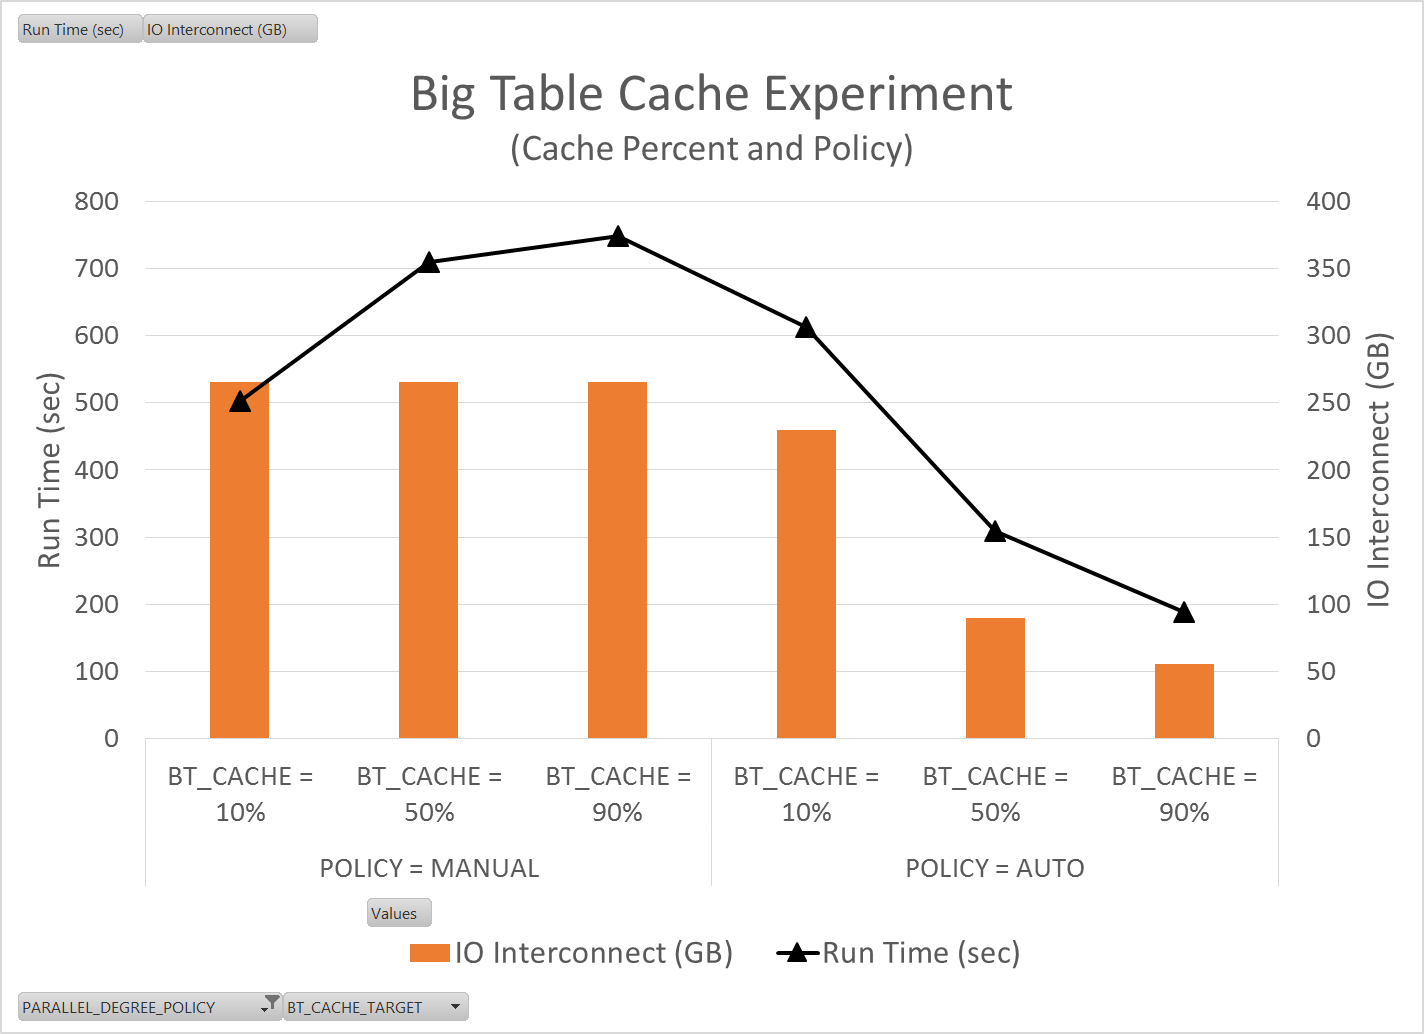 Run Time (sec) IO Interconnect (GB)
Big Table Cache Experiment
(Cache Percent and Policy)
800 400
700 350
600 300
500 250
400 200
300 150
200 100
100 50
0 0
Run Time (sec)
IO Interconnect (GB)
BT_CACHE = BT_CACHE = BT_CACHE = BT_CACHE = BT_CACHE = BT_CACHE =
10% 50% 90% 10% 50% 90%
POLICY = MANUAL POLICY = AUTO
Values
IO Interconnect (GB) Run Time (sec)
PARALLEL_DEGREE_POLICY BT_CACHE_TARGET